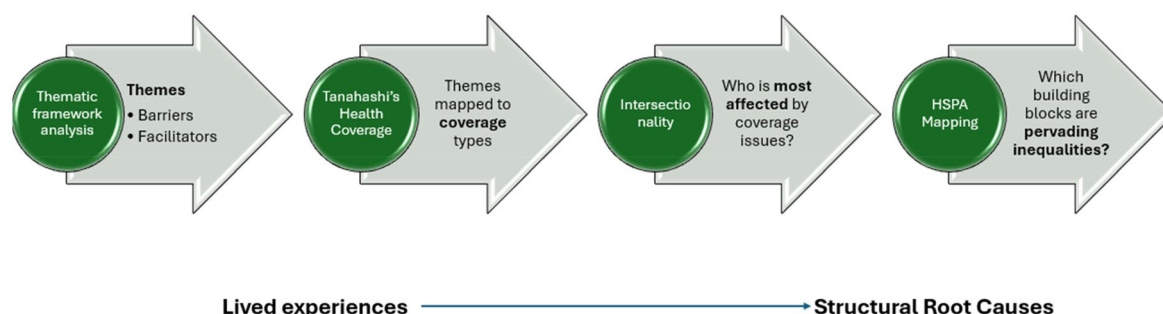 Thematic
framework
analysis
Themes
• Barriers
• Facilitators
Tanahashi's
Health
Coverage
Themes
mapped to
coverage
types
Intersectio
nality
Who is most
affected by
coverage
issues?
HSPA
Mapping
Which
building
blocks are
pervading
inequalities?
Lived experiences
Structural Root Causes